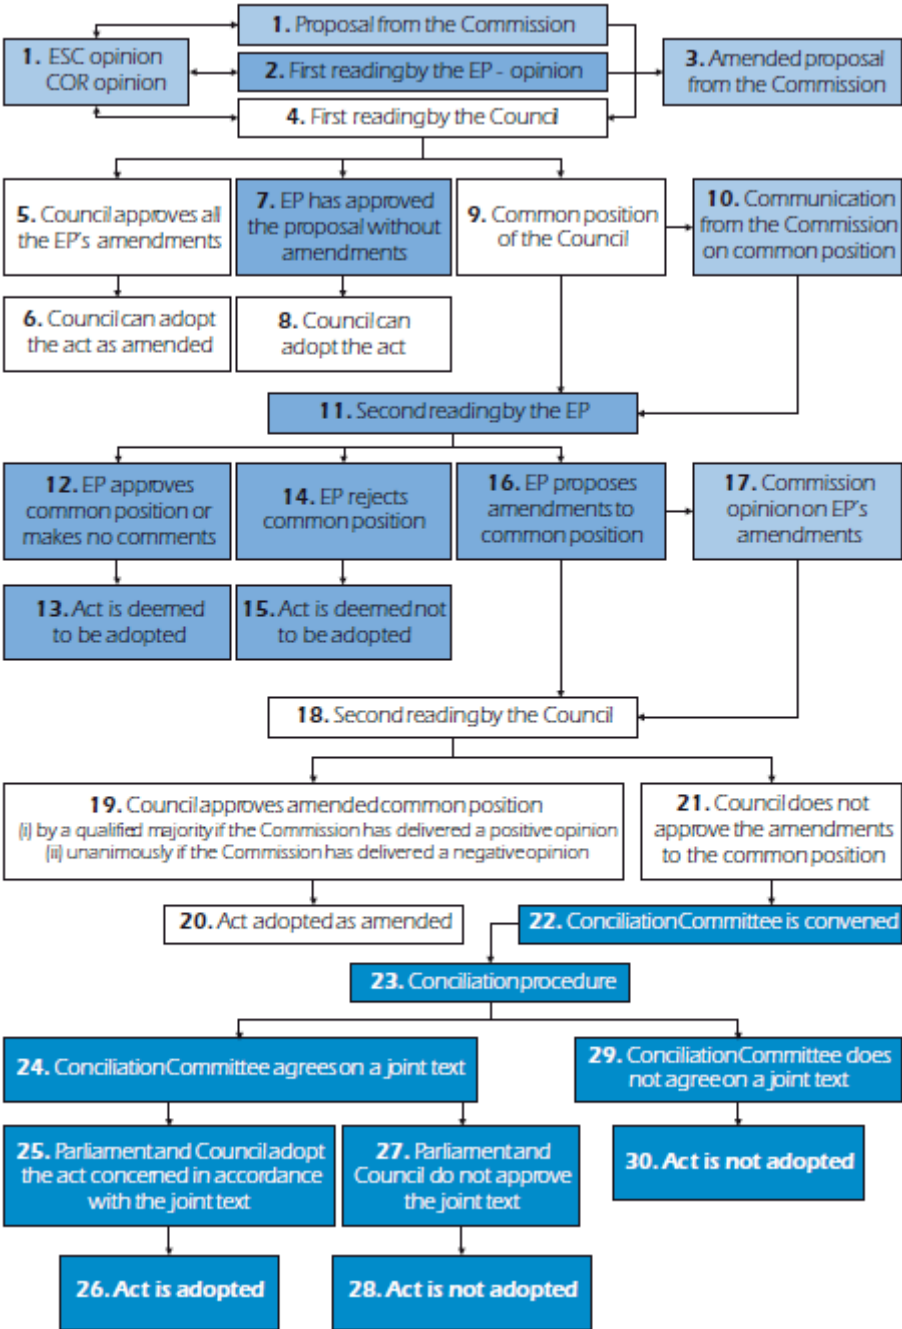 1. Proposal from the Commission
1. ESC opinion
COR opinion
2. First reading by the EP - opinion
3. Amended proposal
from the Commission
4. First reading by the Council
5. Council approves all
the EP's amendments
7. EP has approved
the proposal without
amendments
9. Common position
of the Council
10. Communication
from the Commission
on common position
6. Council can adopt
the act as amended
8. Council can
adopt the act
11. Second reading by the EP
12. EP approves
common position or
makes no comments
14. EP rejects
common position
16. EP proposes
amendments to
common position
17. Commission
opinion on EP's
amendments
13. Act is deemed
to be adopted
15. Act is deemed not
to be adopted
18. Second reading by the Council
19. Council approves amended common position
(i) by a qualified majority if the Commission has delivered a positive opinion
(ii) unanimously if the Commission has delivered a negative opinion
21. Council does not
approve the amendments
to the common position
20. Act adopted as amended
22. Conciliation Committee is convened
23. Conciliation procedure
24. Conciliation Committee agrees on a joint text
29. Conciliation Committee does
not agree on a joint text
25. Parliament and Council adopt
the act concerned in accordance
with the joint text
27. Parliament and
Council do not approve
the joint text
30. Act is not adopted
26. Act is adopted
28. Act is not adopted